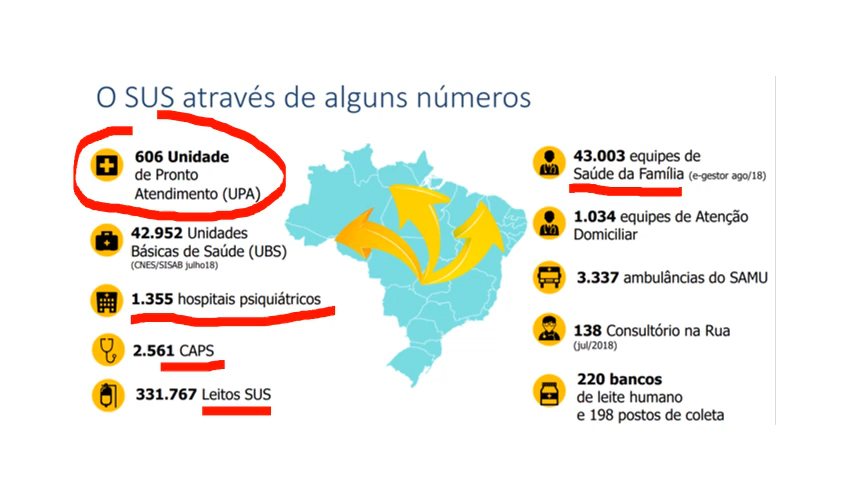 O SUS através de alguns números
606 Unidade
de Pronto
Atendimento (UPA)
42.952 Unidades
Básicas de Saúde (UBS)
(CNES/SISAB julho18)
1.355 hospitais psiquiátricos
2.561 CAPS
331.767 Leitos SUS
43.003 equipes de
Saúde da Família (e-gestor ago/18)
1.034 equipes de Atenção
Domiciliar
3.337 ambulâncias do SAMU
138 Consultório na Rua
(jul/2018)
220 bancos
de leite humano
e 198 postos de coleta